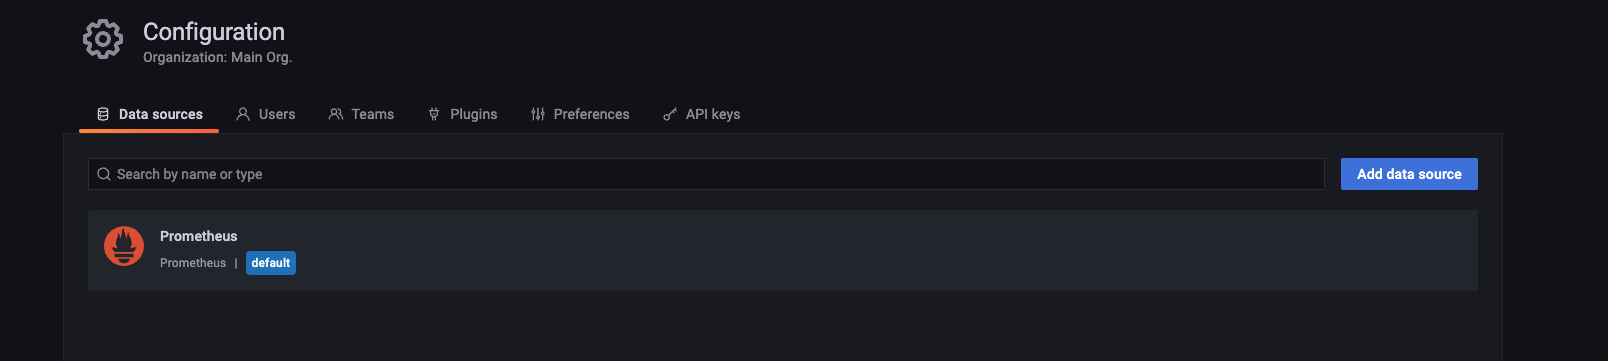 Configuration
Organization: Main Org.
Data sources Users Teams Plugins Preferences API keys
Search by name or type Add data source
Prometheus
Prometheus | default